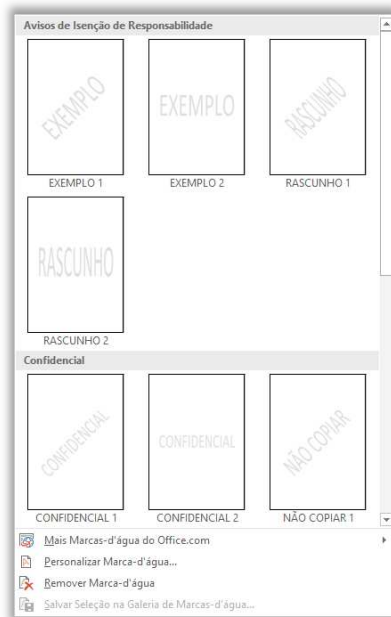 Avisos de Isenção de Responsabilidade
EXEMPLO EXEMPLO RASCUNHO
EXEMPLO 1 EXEMPLO 2 RASCUNHO 1
RASCUNHO
RASCUNHO 2
Confidencial
CONFIDENCIAL CONFIDENCIAL NÃO COPIAR
CONFIDENCIAL 1 CONFIDENCIAL 2 NÃO COPIAR 1
Mais Marcas-d'água do Office.com
Personalizar Marca-d'água...
Remover Marca-d'água
Salvar Seleção na Galeria de Marcas-d'água...